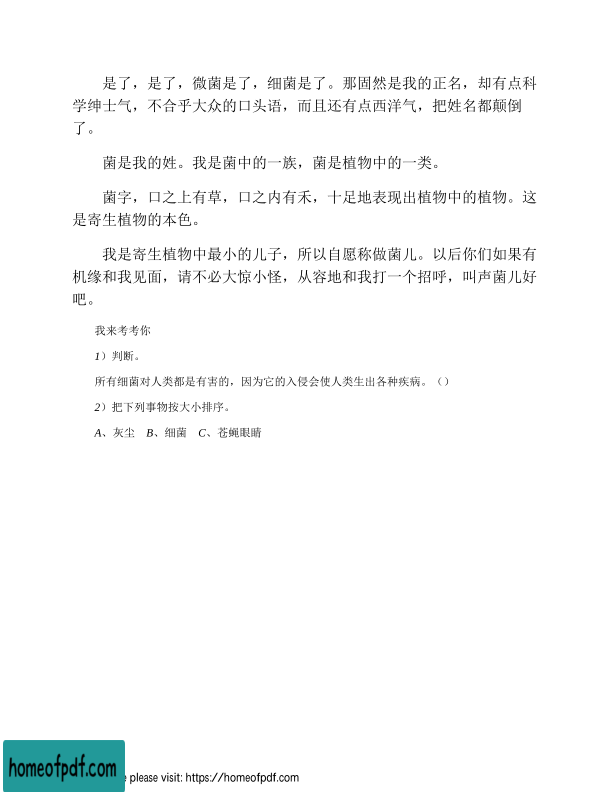 是了，是了，微菌是了，细菌是了。那固然是我的正名，却有点科
学绅士气，不合乎大众的口头语，而且还有点西洋气，把姓名都颠倒
了。
菌是我的姓。我是菌中的一族，菌是植物中的一类。
菌字，口之上有草，口之内有禾，十足地表现出植物中的植物。这
是寄生植物的本色。
我是寄生植物中最小的儿子，所以自愿称做菌儿。以后你们如果有
机缘和我见面，请不必大惊小怪，从容地和我打一个招呼，叫声菌儿好
吧。
我来考考你
1）判断。
所有细菌对人类都是有害的，因为它的入侵会使人类生出各种疾病。（）
2）把下列事物按大小排序。
A、灰尘 B、细菌 C、苍蝇眼睛
homeofpdf.com
e please visit: https://homeofpdf.com